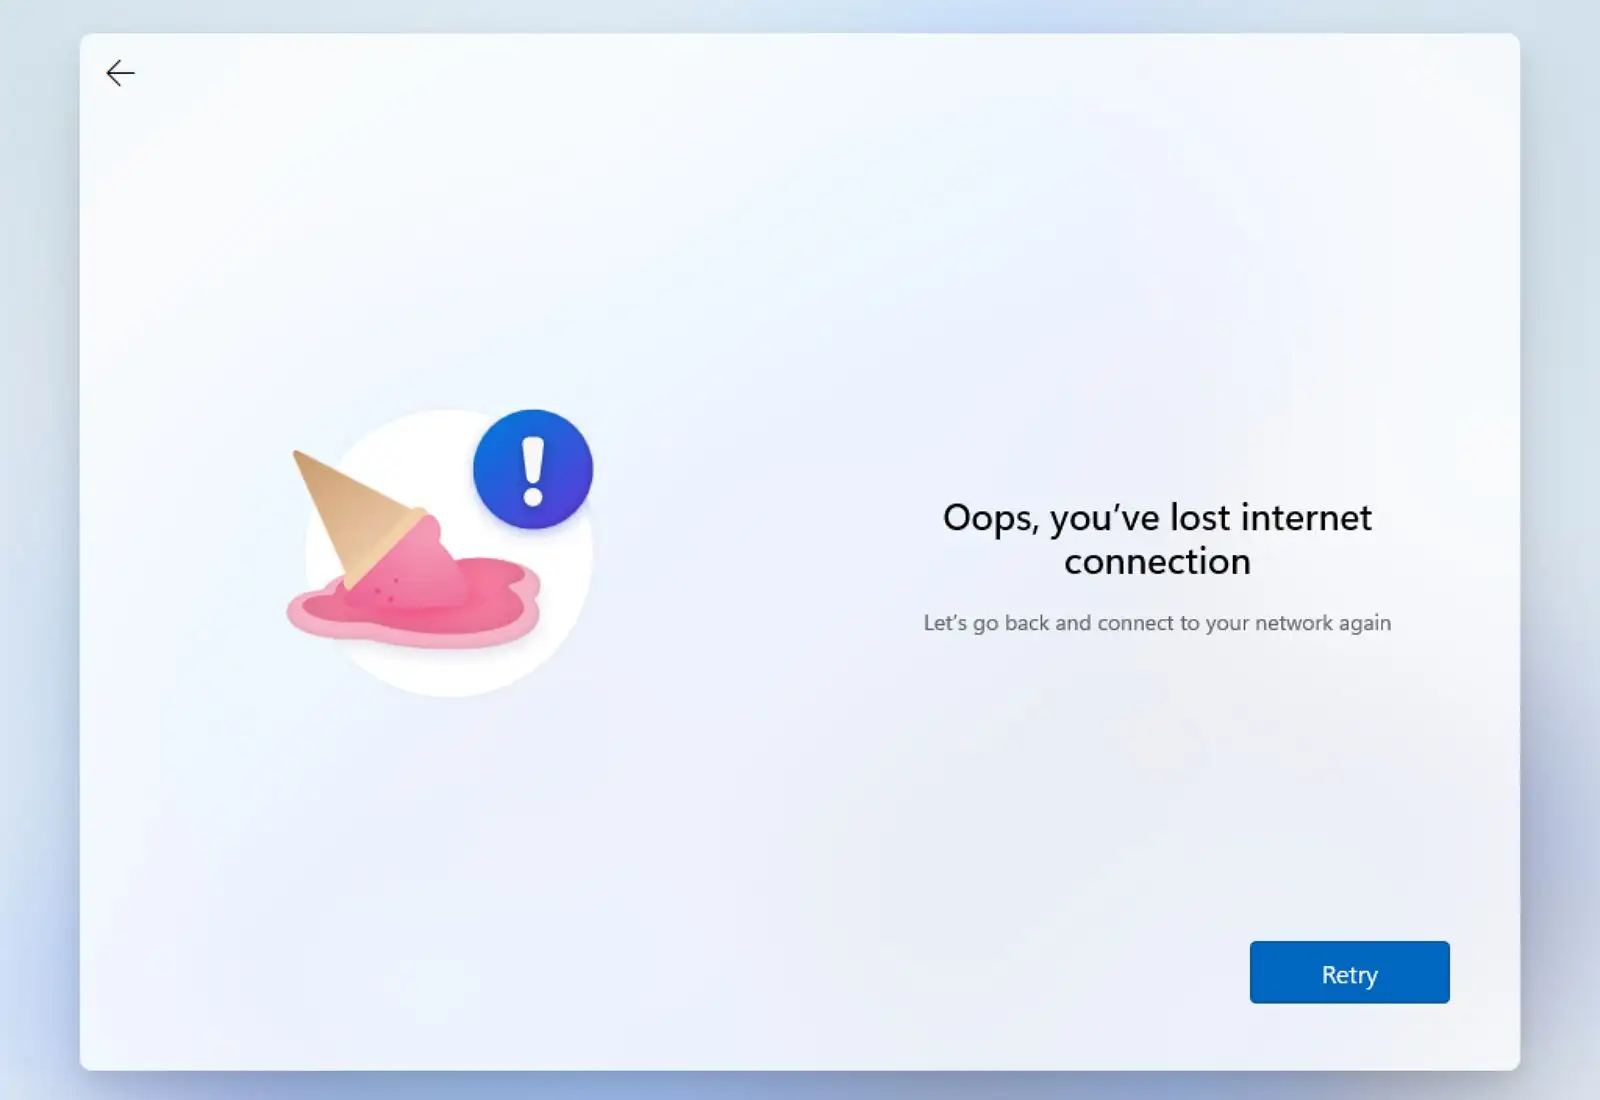 Oops, you’ve lost internet
connection
Let’s go back and connect to your network again
Retry